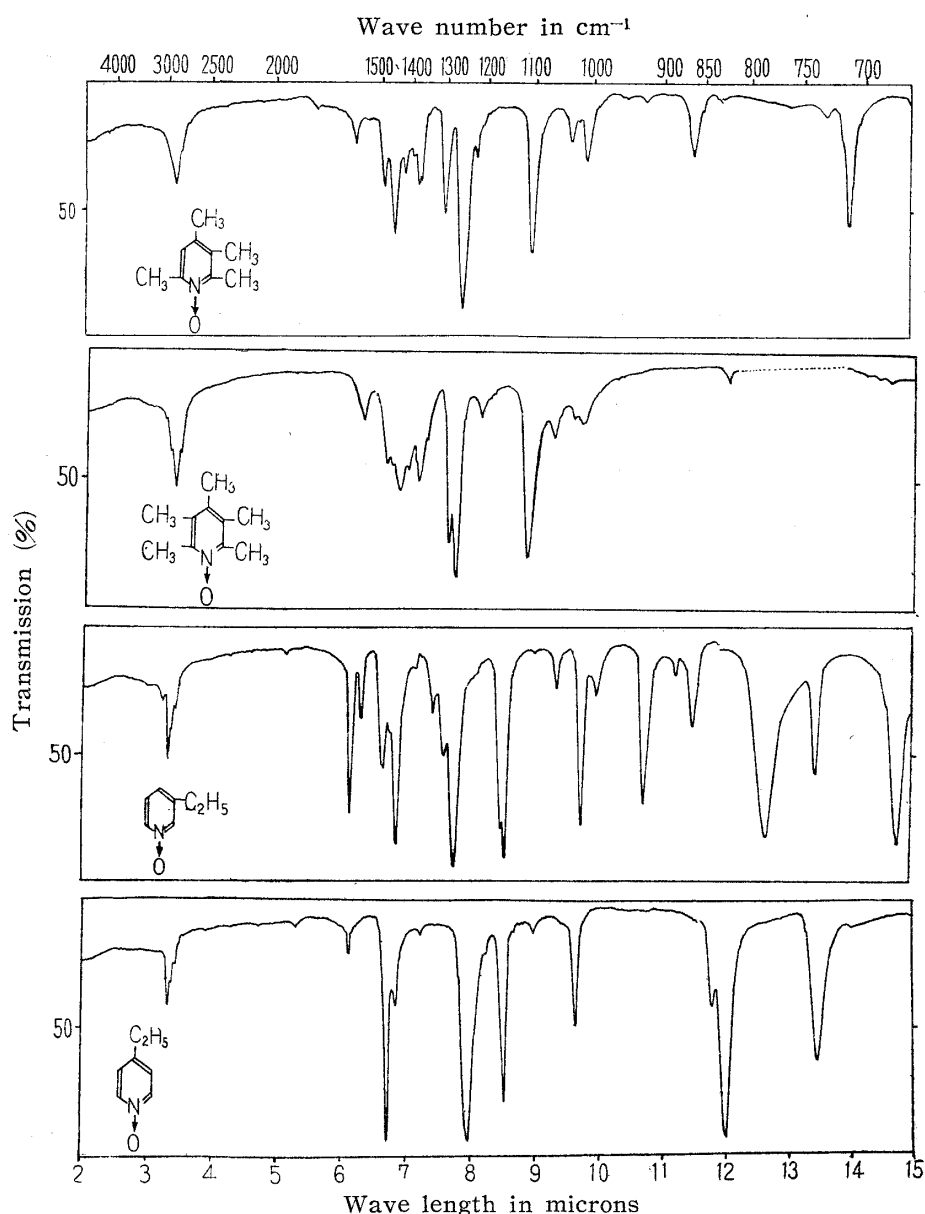 Wave number in cm⁻¹
4000 3000 2500 2000 1500 1400 1300 1200 1100 1000 900 850 800 750 700
Transmission (%)
50
CH₃
CH₃
CH₃ CH₃
N
O
50
CH₃
CH₃ CH₃
CH₃ CH₃
N
O
50
C₂H₅
N
O
50
C₂H₅
N
O
2 3 4 5 6 7 8 9 10 11 12 13 14 15
Wave length in microns